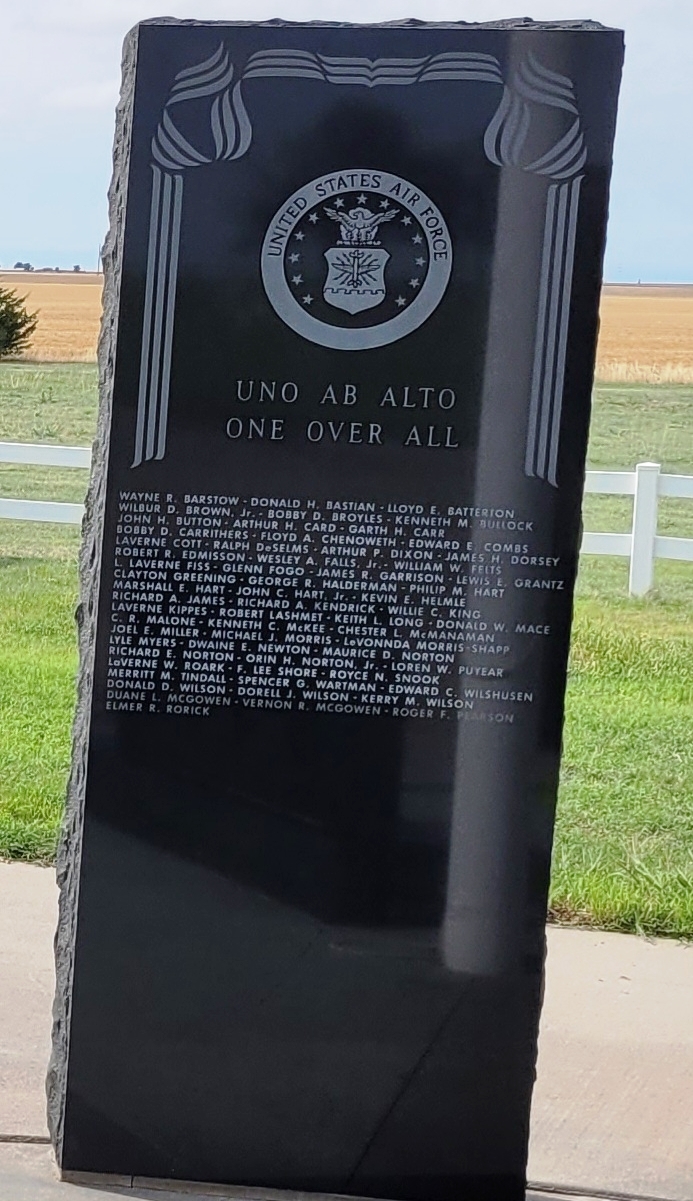 UNITED STATES AIR FORCE
UNO AB ALTO
ONE OVER ALL
WAYNE R. BARSTOW - DONALD H. BASTIAN - LLOYD E. BATTERION
WILBUR D. BROWN, Jr. - BOBBY D. BROYLES - KENNETH M. BULLOCK
JOHN H. BUTTON - ARTHUR H. CARD - GARTH H. CARR
BOBBY D. CARRITHERS - FLOYD A. CHENOWETH - EDWARD E. COMBS
LAVERNE COTT - RALPH DeSELMS - ARTHUR P. DIXON - JAMES H. DORSEY
ROBERT R. EDMISSON - WESLEY A. FALLS, Jr. - WILLIAM W. FELTS
L. LAVERNE FISS - GLENN FOGO - JAMES R. GARRISON - LEWIS E. GRANTZ
CLAYTON GREENING - GEORGE R. HALDERMAN - PHILIP M. HART
MARSHALL E. HART - JOHN C. HART, Jr. - KEVIN E. HELMLE
RICHARD A. JAMES - RICHARD A. KENDRICK - WILLIE C. KING
LAVERNE KIPPES - ROBERT LASHMET - KEITH L. LONG - DONALD W. MACE
C. R. MALONE - KENNETH C. McKEE - CHESTER L. McMANAMAN
JOEL E. MILLER - MICHAEL J. MORRIS - LeVONNDA MORRIS-SHAPP
LYLE MYERS - DWAINE E. NEWTON - MAURICE D. NORTON
RICHARD E. NORTON - ORIN H. NORTON, Jr. - LOREN W. PUYEAR
LaVERNE W. ROARK - F. LEE SHORE - ROYCE N. SNOOK
MERRITT M. TINDALL - SPENCER G. WARTMAN - EDWARD C. WILSHUSEN
DONALD D. WILSON - DORELL J. WILSON - KERRY M. WILSON
DUANE L. McGOWEN - VERNON R. McGOWEN - ROGER F. PEARSON
ELMER R. RORICK